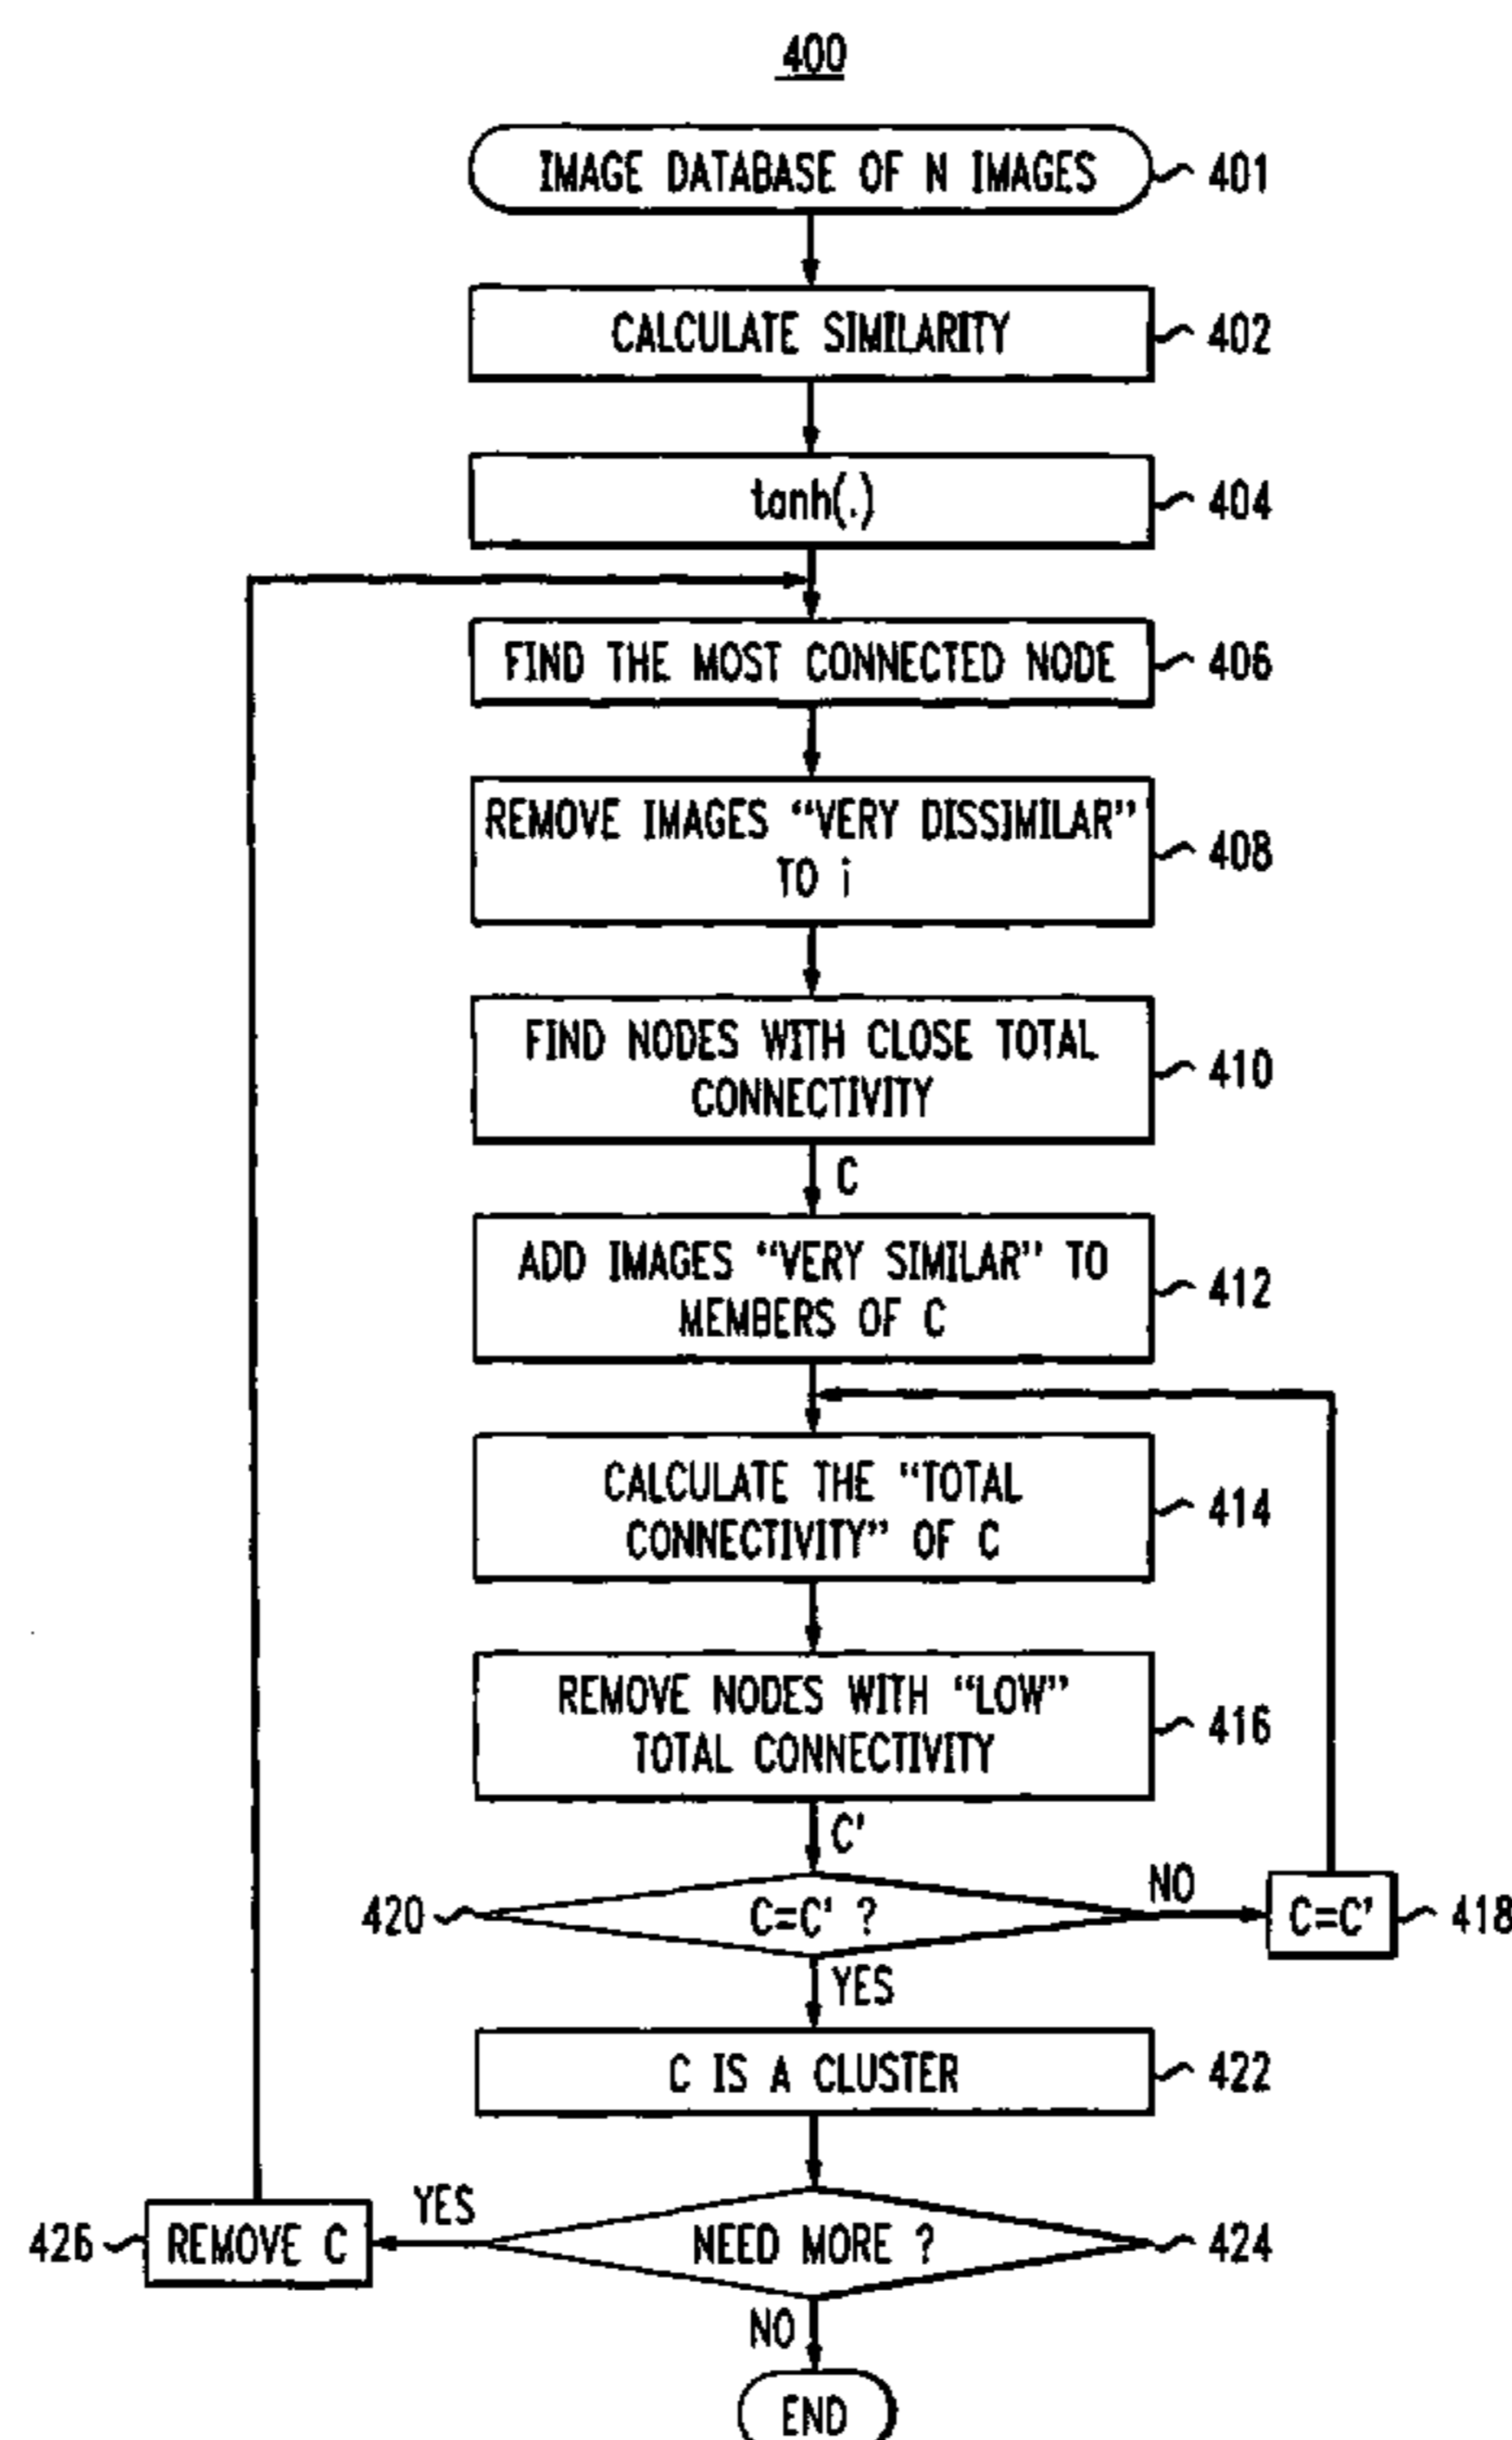 400
IMAGE DATABASE OF N IMAGES
401
CALCULATE SIMILARITY
402
tanh(.)
404
FIND THE MOST CONNECTED NODE
406
REMOVE IMAGES “VERY DISSIMILAR”
TO i
408
FIND NODES WITH CLOSE TOTAL
CONNECTIVITY
410
C
ADD IMAGES “VERY SIMILAR” TO
MEMBERS OF C
412
CALCULATE THE “TOTAL
CONNECTIVITY” OF C
414
REMOVE NODES WITH “LOW”
TOTAL CONNECTIVITY
416
C'
420
C=C' ?
NO
C=C'
418
YES
C IS A CLUSTER
422
426
REMOVE C
YES
NEED MORE ?
424
NO
END